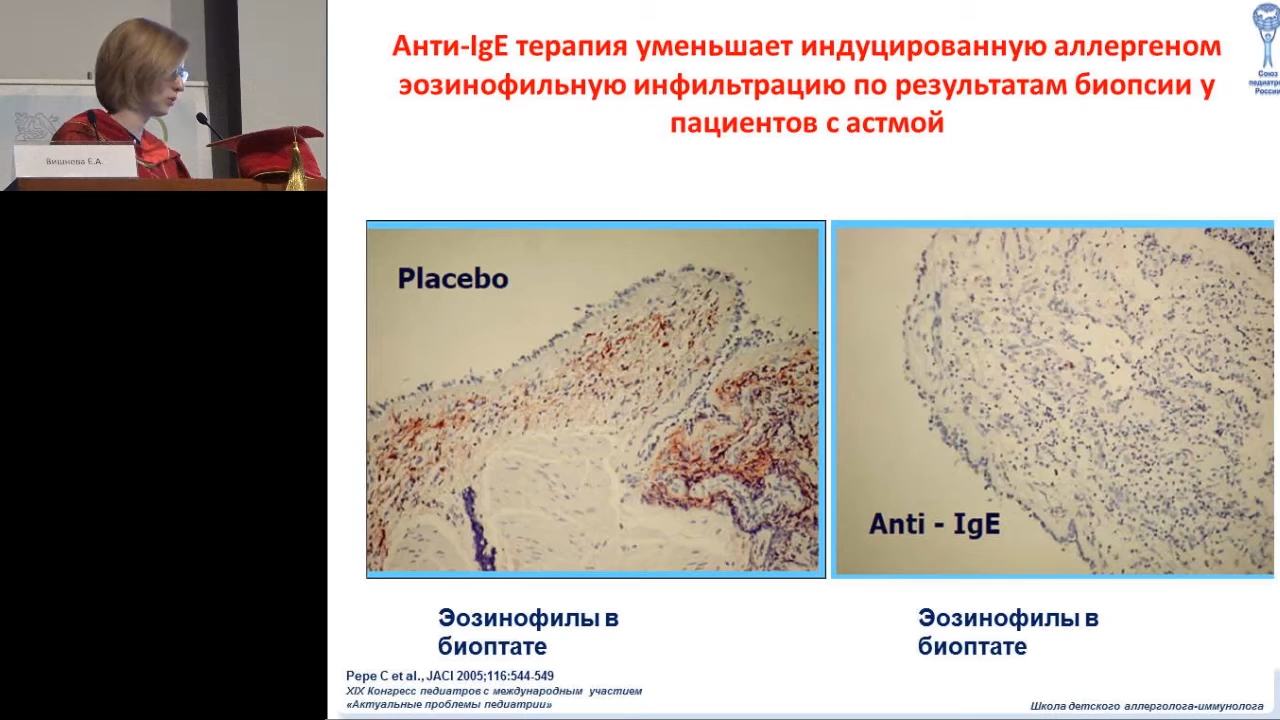 Вишнева Е.А.
Анти-IgE терапия уменьшает индуцированную аллергеном
эозинофильную инфильтрацию по результатам биопсии у
пациентов с астмой
Союз
педиатров
России
Placebo
Anti - IgE
Эозинофилы в
биоптате
Эозинофилы в
биоптате
Pepe C et al., JACI 2005;116:544-549
XIX Конгресс педиатров с международным участием
«Актуальные проблемы педиатрии»
Школа детского аллерголога-иммунолога